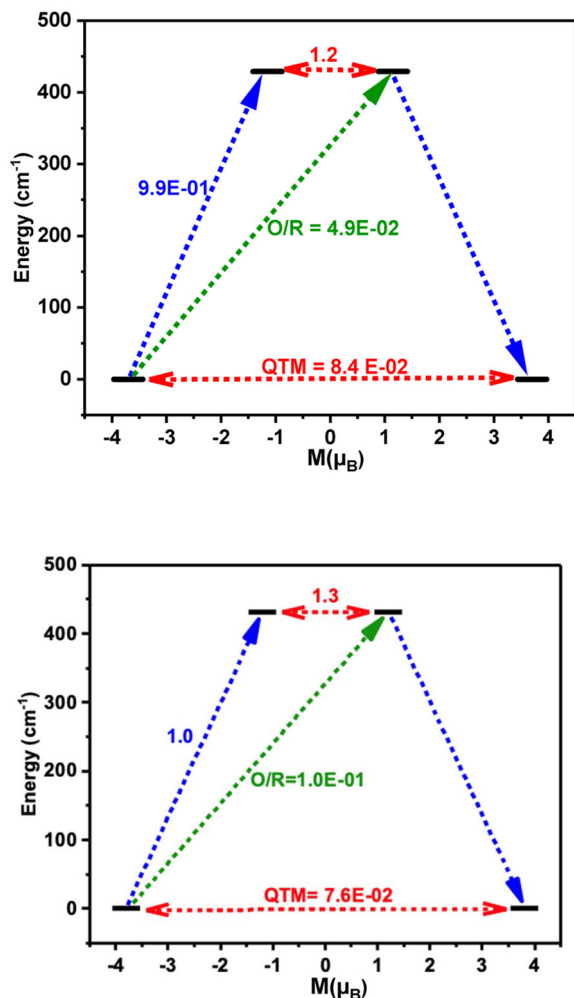 500
1.2
400
9.9E-01
300
O/R = 4.9E-02
200
100
QTM = 8.4 E-02
0
Energy (cm-1)
-4 -3 -2 -1 0 1 2 3 4
M(μB)
500
1.3
400
300
1.0
200
O/R=1.0E-01
100
QTM= 7.6E-02
0
Energy (cm-1)
-4 -3 -2 -1 0 1 2 3 4
M(μB)